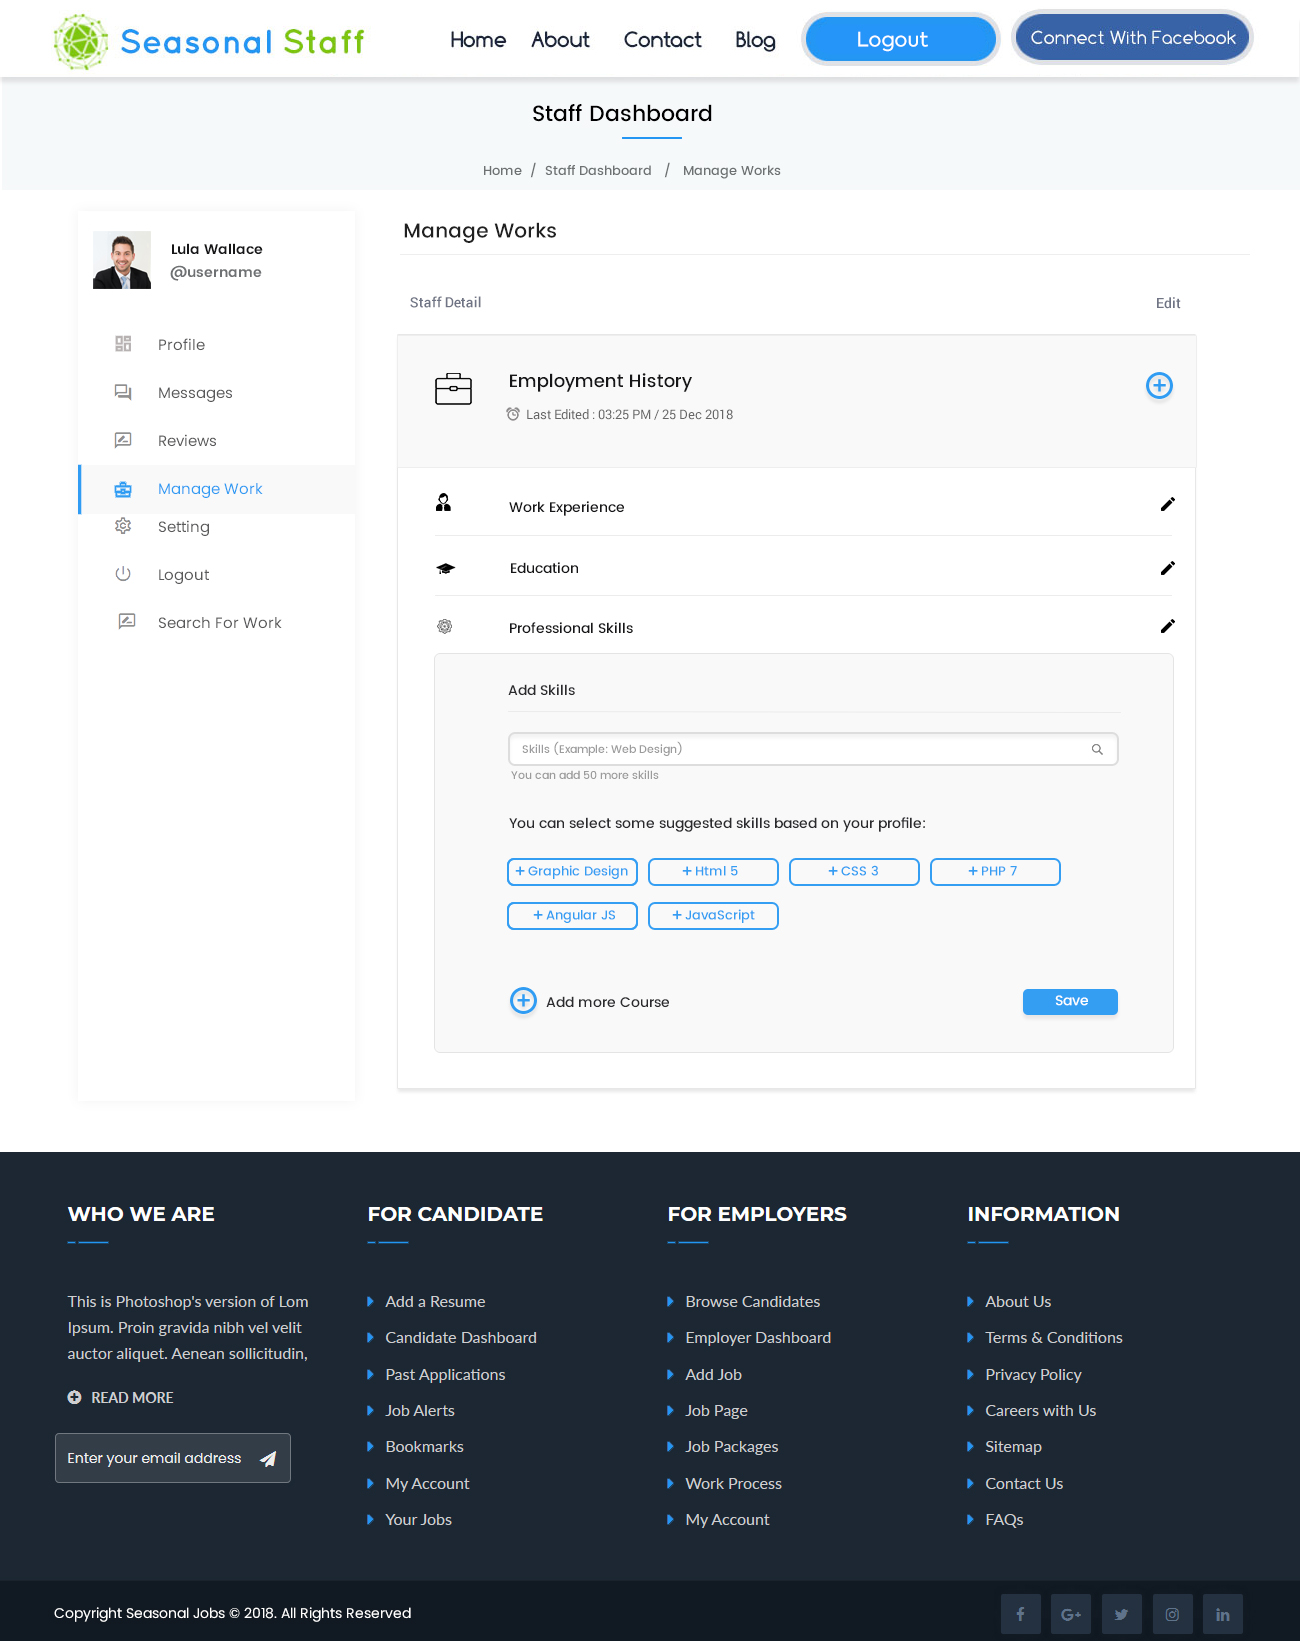 Seasonal Staff
Home About Contact Blog Logout Connect With Facebook
Staff Dashboard
Home / Staff Dashboard / Manage Works
Lula Wallace
@username
Profile
Messages
Reviews
Manage Work
Setting
Logout
Search For Work
Manage Works
Staff Detail Edit
Employment History
Last Edited : 03:25 PM / 25 Dec 2018
Work Experience
Education
Professional Skills
Add Skills
Skills (Example: Web Design)
You can add 50 more skills
You can select some suggested skills based on your profile:
+ Graphic Design + Html 5 + CSS 3 + PHP 7
+ Angular JS + JavaScript
Add more Course Save
WHO WE ARE
This is Photoshop's version of Lom
Ipsum. Proin gravida nibh vel velit
auctor aliquet. Aenean sollicitudin,
READ MORE
Enter your email address
FOR CANDIDATE
Add a Resume
Candidate Dashboard
Past Applications
Job Alerts
Bookmarks
My Account
Your Jobs
FOR EMPLOYERS
Browse Candidates
Employer Dashboard
Add Job
Job Page
Job Packages
Work Process
My Account
INFORMATION
About Us
Terms & Conditions
Privacy Policy
Careers with Us
Sitemap
Contact Us
FAQs
Copyright Seasonal Jobs © 2018. All Rights Reserved